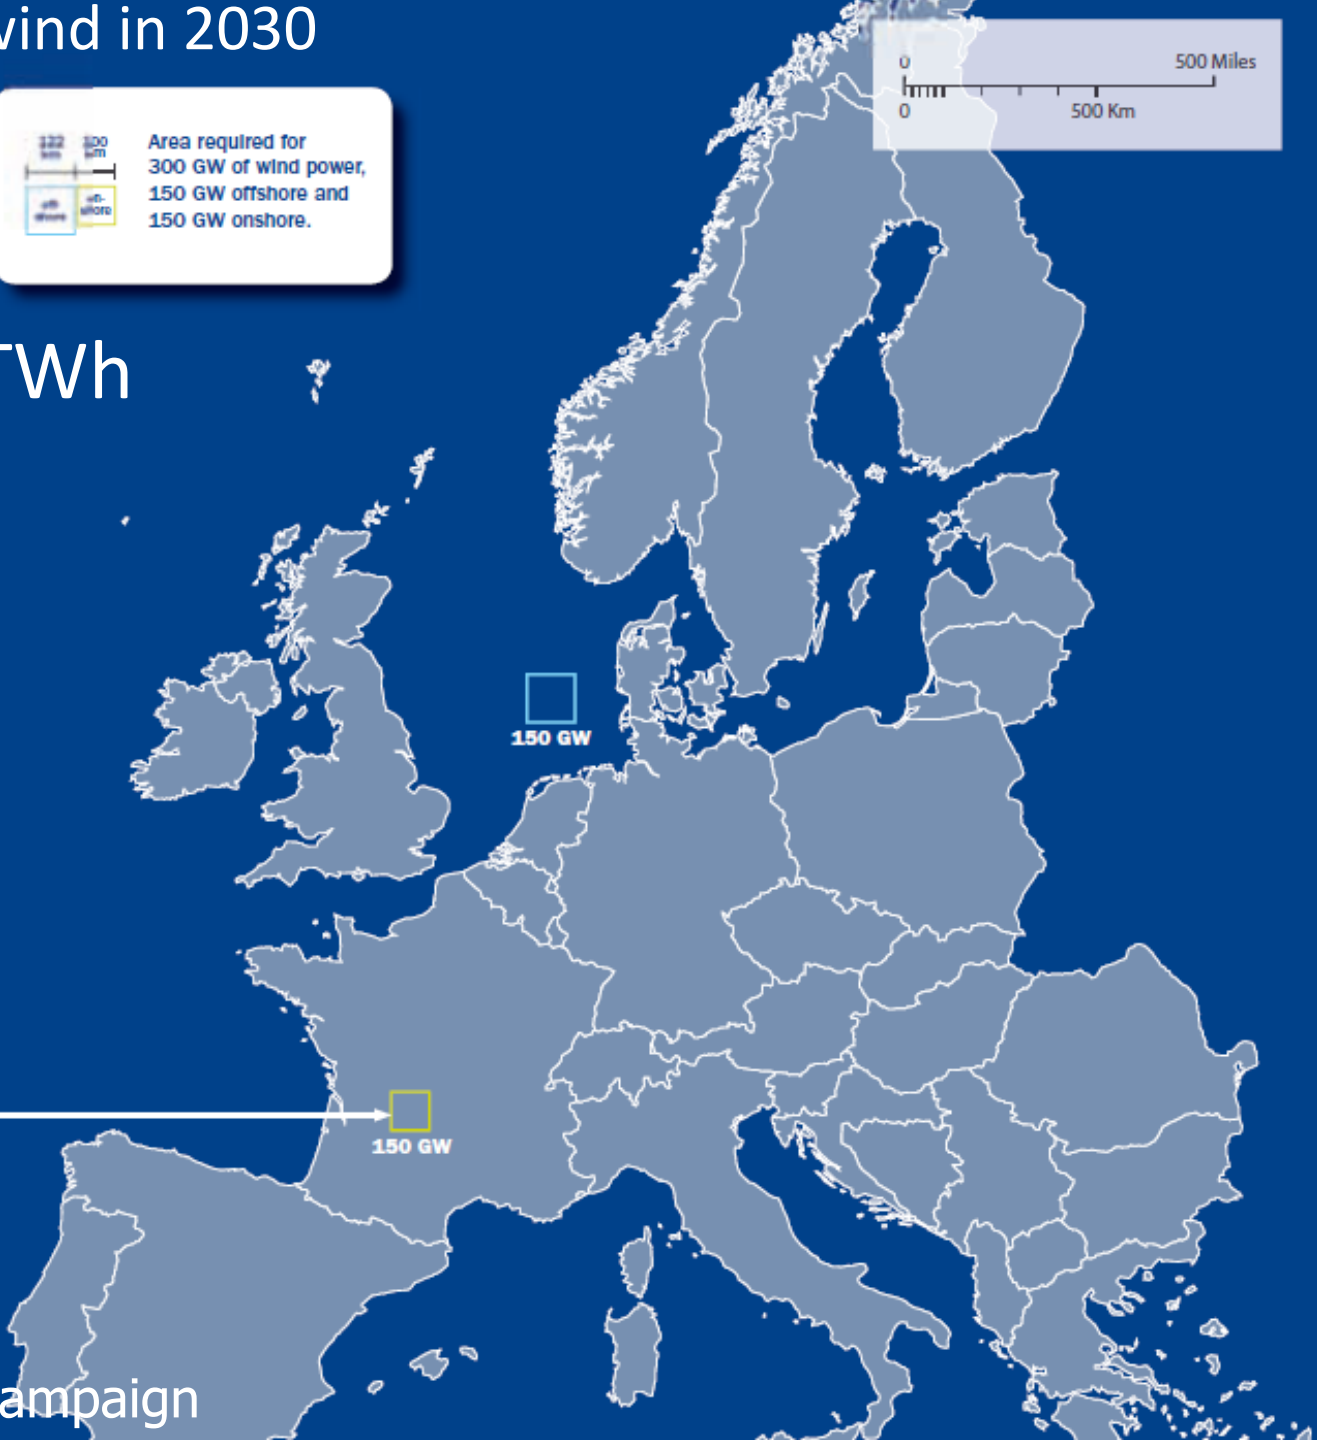 wind in 2030
0 500 Miles
0 500 Km
Area required for
300 GW of wind power,
150 GW offshore and
150 GW onshore.
TWh
150 GW
150 GW
ampaign